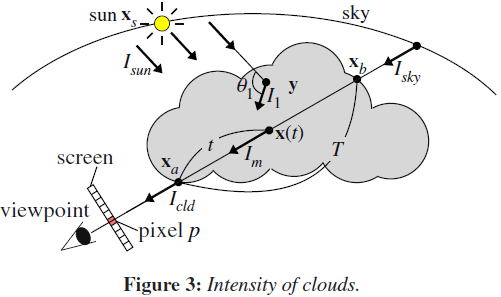 sun x_s
sky
I_sun
x_b
I_sky
θ_1
I_1
y
x(t)
t
I_m
T
x_a
screen
I_cld
viewpoint
pixel p
Figure 3: Intensity of clouds.